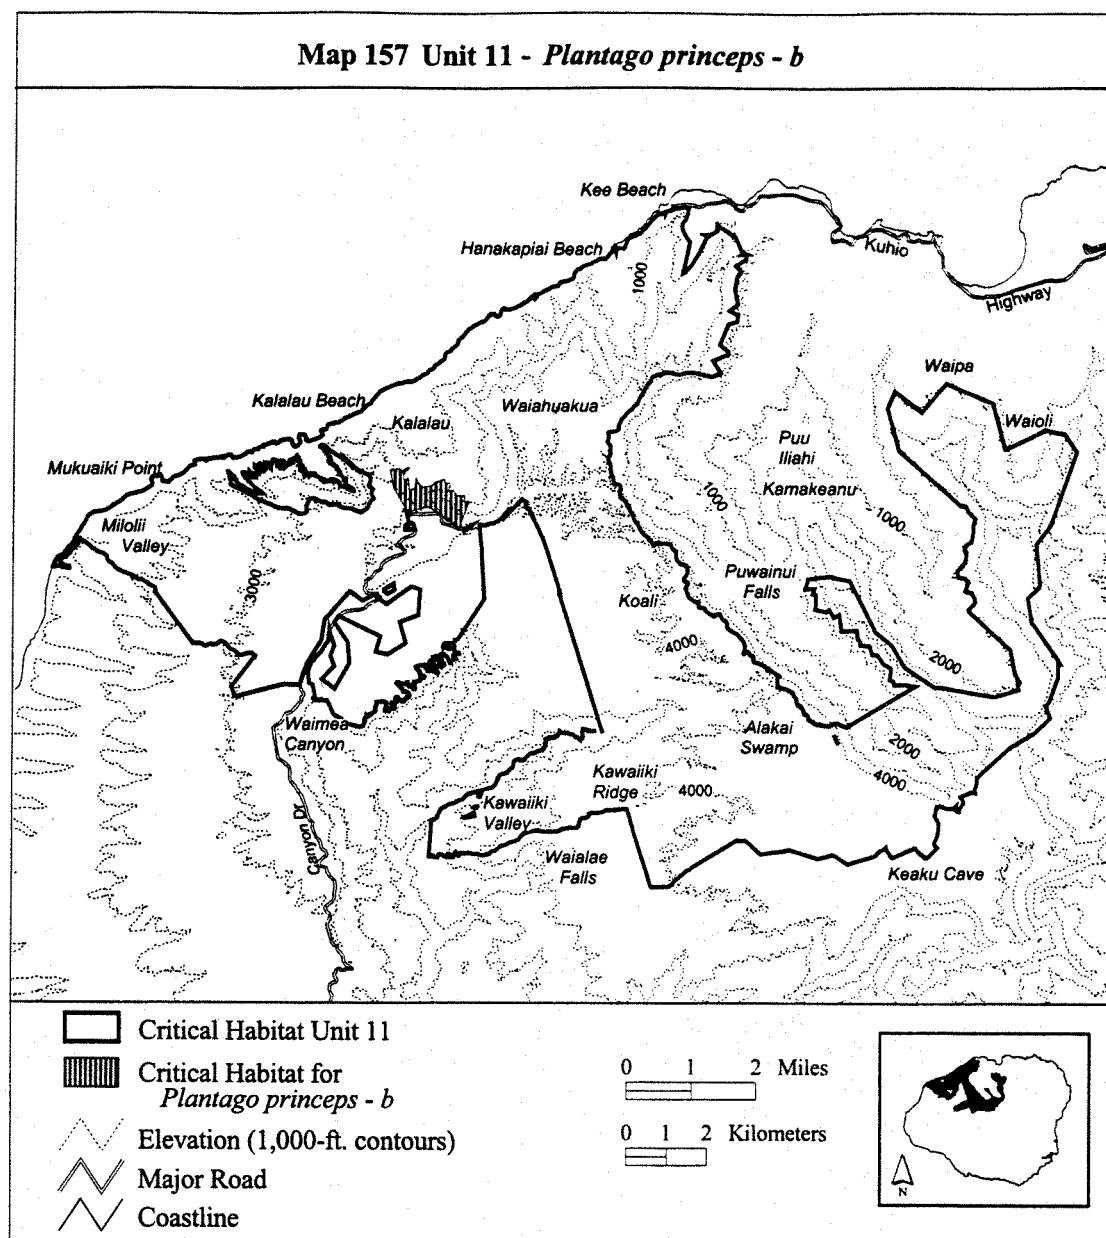 Map 157 Unit 11 - Plantago princeps - b
Kee Beach
Hanakapiai Beach
Kuhio
Highway
1000
Waipa
Kalalau Beach
Kalalau
Waiahuakua
Waioli
Puu
Iliahi
Mukuaiki Point
Kamakeanu
1000
1000
Milolii
Valley
3000
Puwainui
Falls
Koali
4000
2000
Waimea
Canyon
Alakai
Swamp
2000
4000
Kawaiiki
Ridge
4000
Kawaiiki
Valley
Canyon Dr
Waialae
Falls
Keaku Cave
Critical Habitat Unit 11
Critical Habitat for
Plantago princeps - b
Elevation (1,000-ft. contours)
Major Road
Coastline
0 1 2 Miles
0 1 2 Kilometers
N